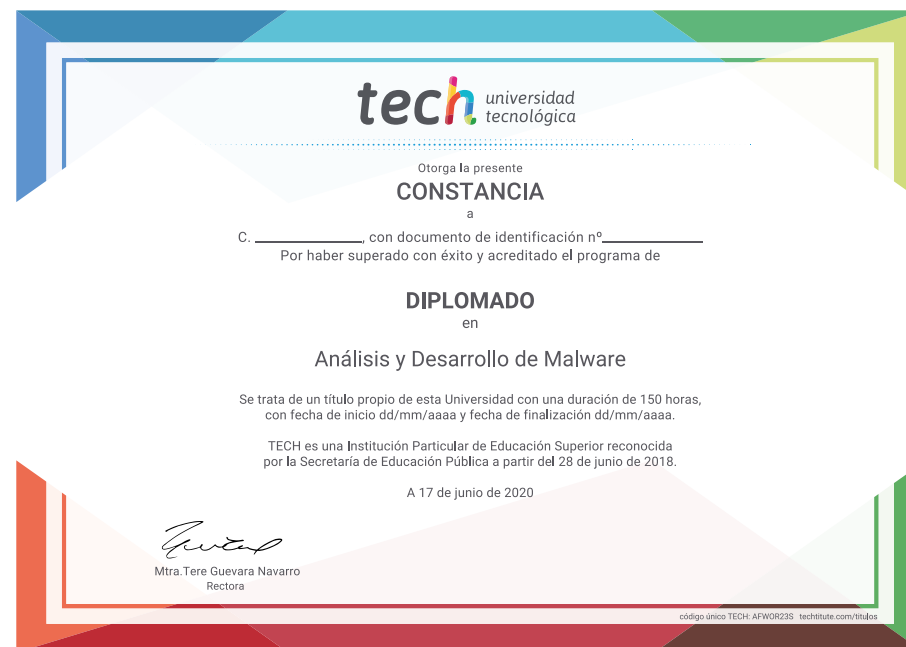 tech universidad
tecnológica
Otorga la presente
CONSTANCIA
a
C. ______________, con documento de identificación nº_____________
Por haber superado con éxito y acreditado el programa de
DIPLOMADO
en
Análisis y Desarrollo de Malware
Se trata de un título propio de esta Universidad con una duración de 150 horas,
con fecha de inicio dd/mm/aaaa y fecha de finalización dd/mm/aaaa.
TECH es una Institución Particular de Educación Superior reconocida
por la Secretaría de Educación Pública a partir del 28 de junio de 2018.
A 17 de junio de 2020
Mtra.Tere Guevara Navarro
Rectora
código único TECH: AFWOR23S techtitute.com/titulos